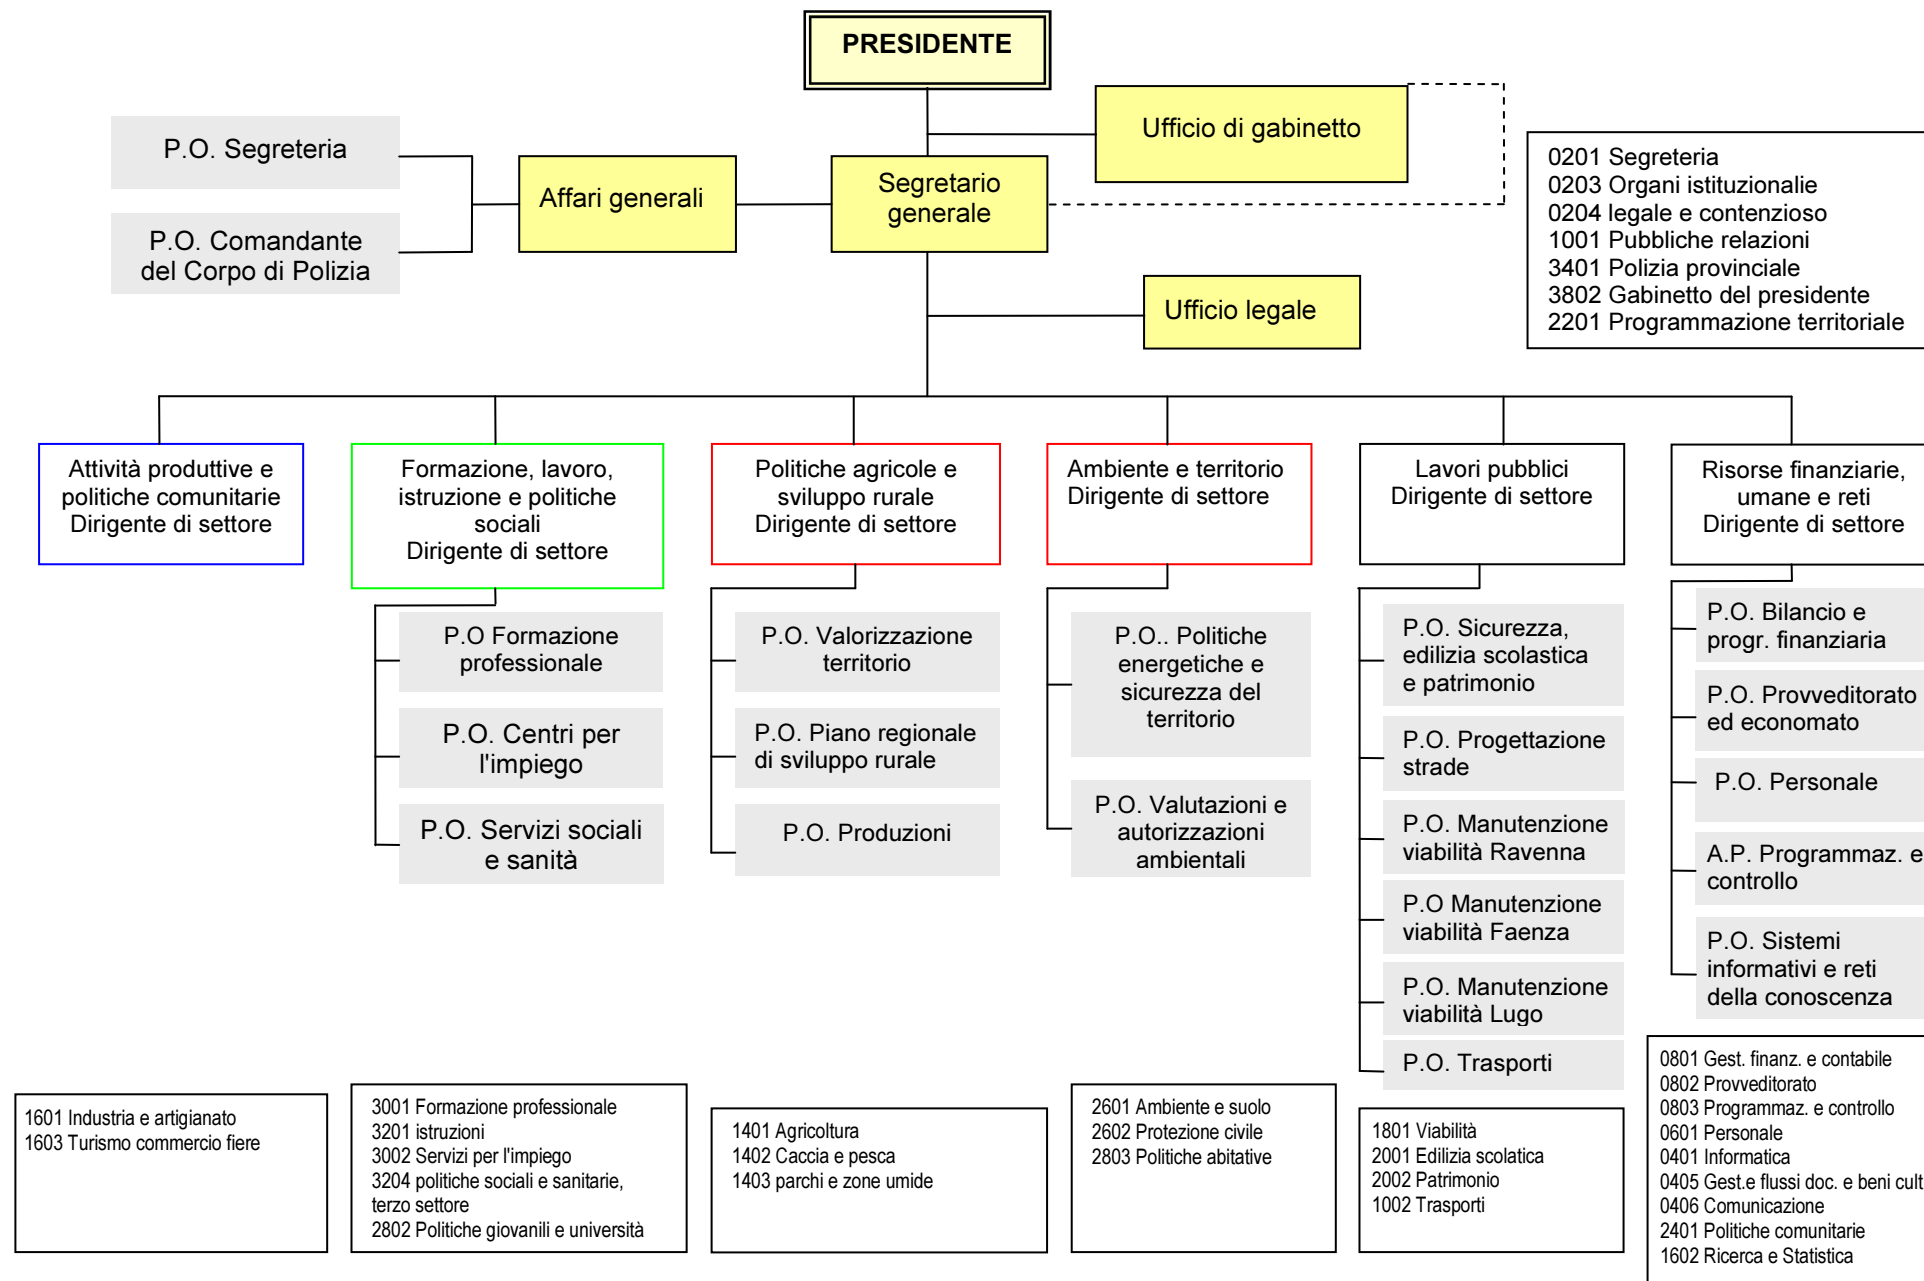 PRESIDENTE
Ufficio di gabinetto
P.O. Segreteria
Affari generali
Segretario
generale
P.O. Comandante
del Corpo di Polizia
Ufficio legale
0201 Segreteria
0203 Organi istituzionalie
0204 legale e contenzioso
1001 Pubbliche relazioni
3401 Polizia provinciale
3802 Gabinetto del presidente
2201 Programmazione territoriale
Attività produttive e
politiche comunitarie
Dirigente di settore
Formazione, lavoro,
istruzione e politiche
sociali
Dirigente di settore
Politiche agricole e
sviluppo rurale
Dirigente di settore
Ambiente e territorio
Dirigente di settore
Lavori pubblici
Dirigente di settore
Risorse finanziarie,
umane e reti
Dirigente di settore
P.O Formazione
professionale
P.O. Centri per
l'impiego
P.O. Servizi sociali
e sanità
P.O. Valorizzazione
territorio
P.O. Piano regionale
di sviluppo rurale
P.O. Produzioni
P.O.. Politiche
energetiche e
sicurezza del
territorio
P.O. Valutazioni e
autorizzazioni
ambientali
P.O. Sicurezza,
edilizia scolastica
e patrimonio
P.O. Progettazione
strade
P.O. Manutenzione
viabilità Ravenna
P.O Manutenzione
viabilità Faenza
P.O. Manutenzione
viabilità Lugo
P.O. Trasporti
P.O. Bilancio e
progr. finanziaria
P.O. Provveditorato
ed economato
P.O. Personale
A.P. Programmaz. e
controllo
P.O. Sistemi
informativi e reti
della conoscenza
1601 Industria e artigianato
1603 Turismo commercio fiere
3001 Formazione professionale
3201 istruzioni
3002 Servizi per l'impiego
3204 politiche sociali e sanitarie,
terzo settore
2802 Politiche giovanili e università
1401 Agricoltura
1402 Caccia e pesca
1403 parchi e zone umide
2601 Ambiente e suolo
2602 Protezione civile
2803 Politiche abitative
1801 Viabilità
2001 Edilizia scolatica
2002 Patrimonio
1002 Trasporti
0801 Gest. finanz. e contabile
0802 Provveditorato
0803 Programmaz. e controllo
0601 Personale
0401 Informatica
0405 Gest.e flussi doc. e beni cult
0406 Comunicazione
2401 Politiche comunitarie
1602 Ricerca e Statistica